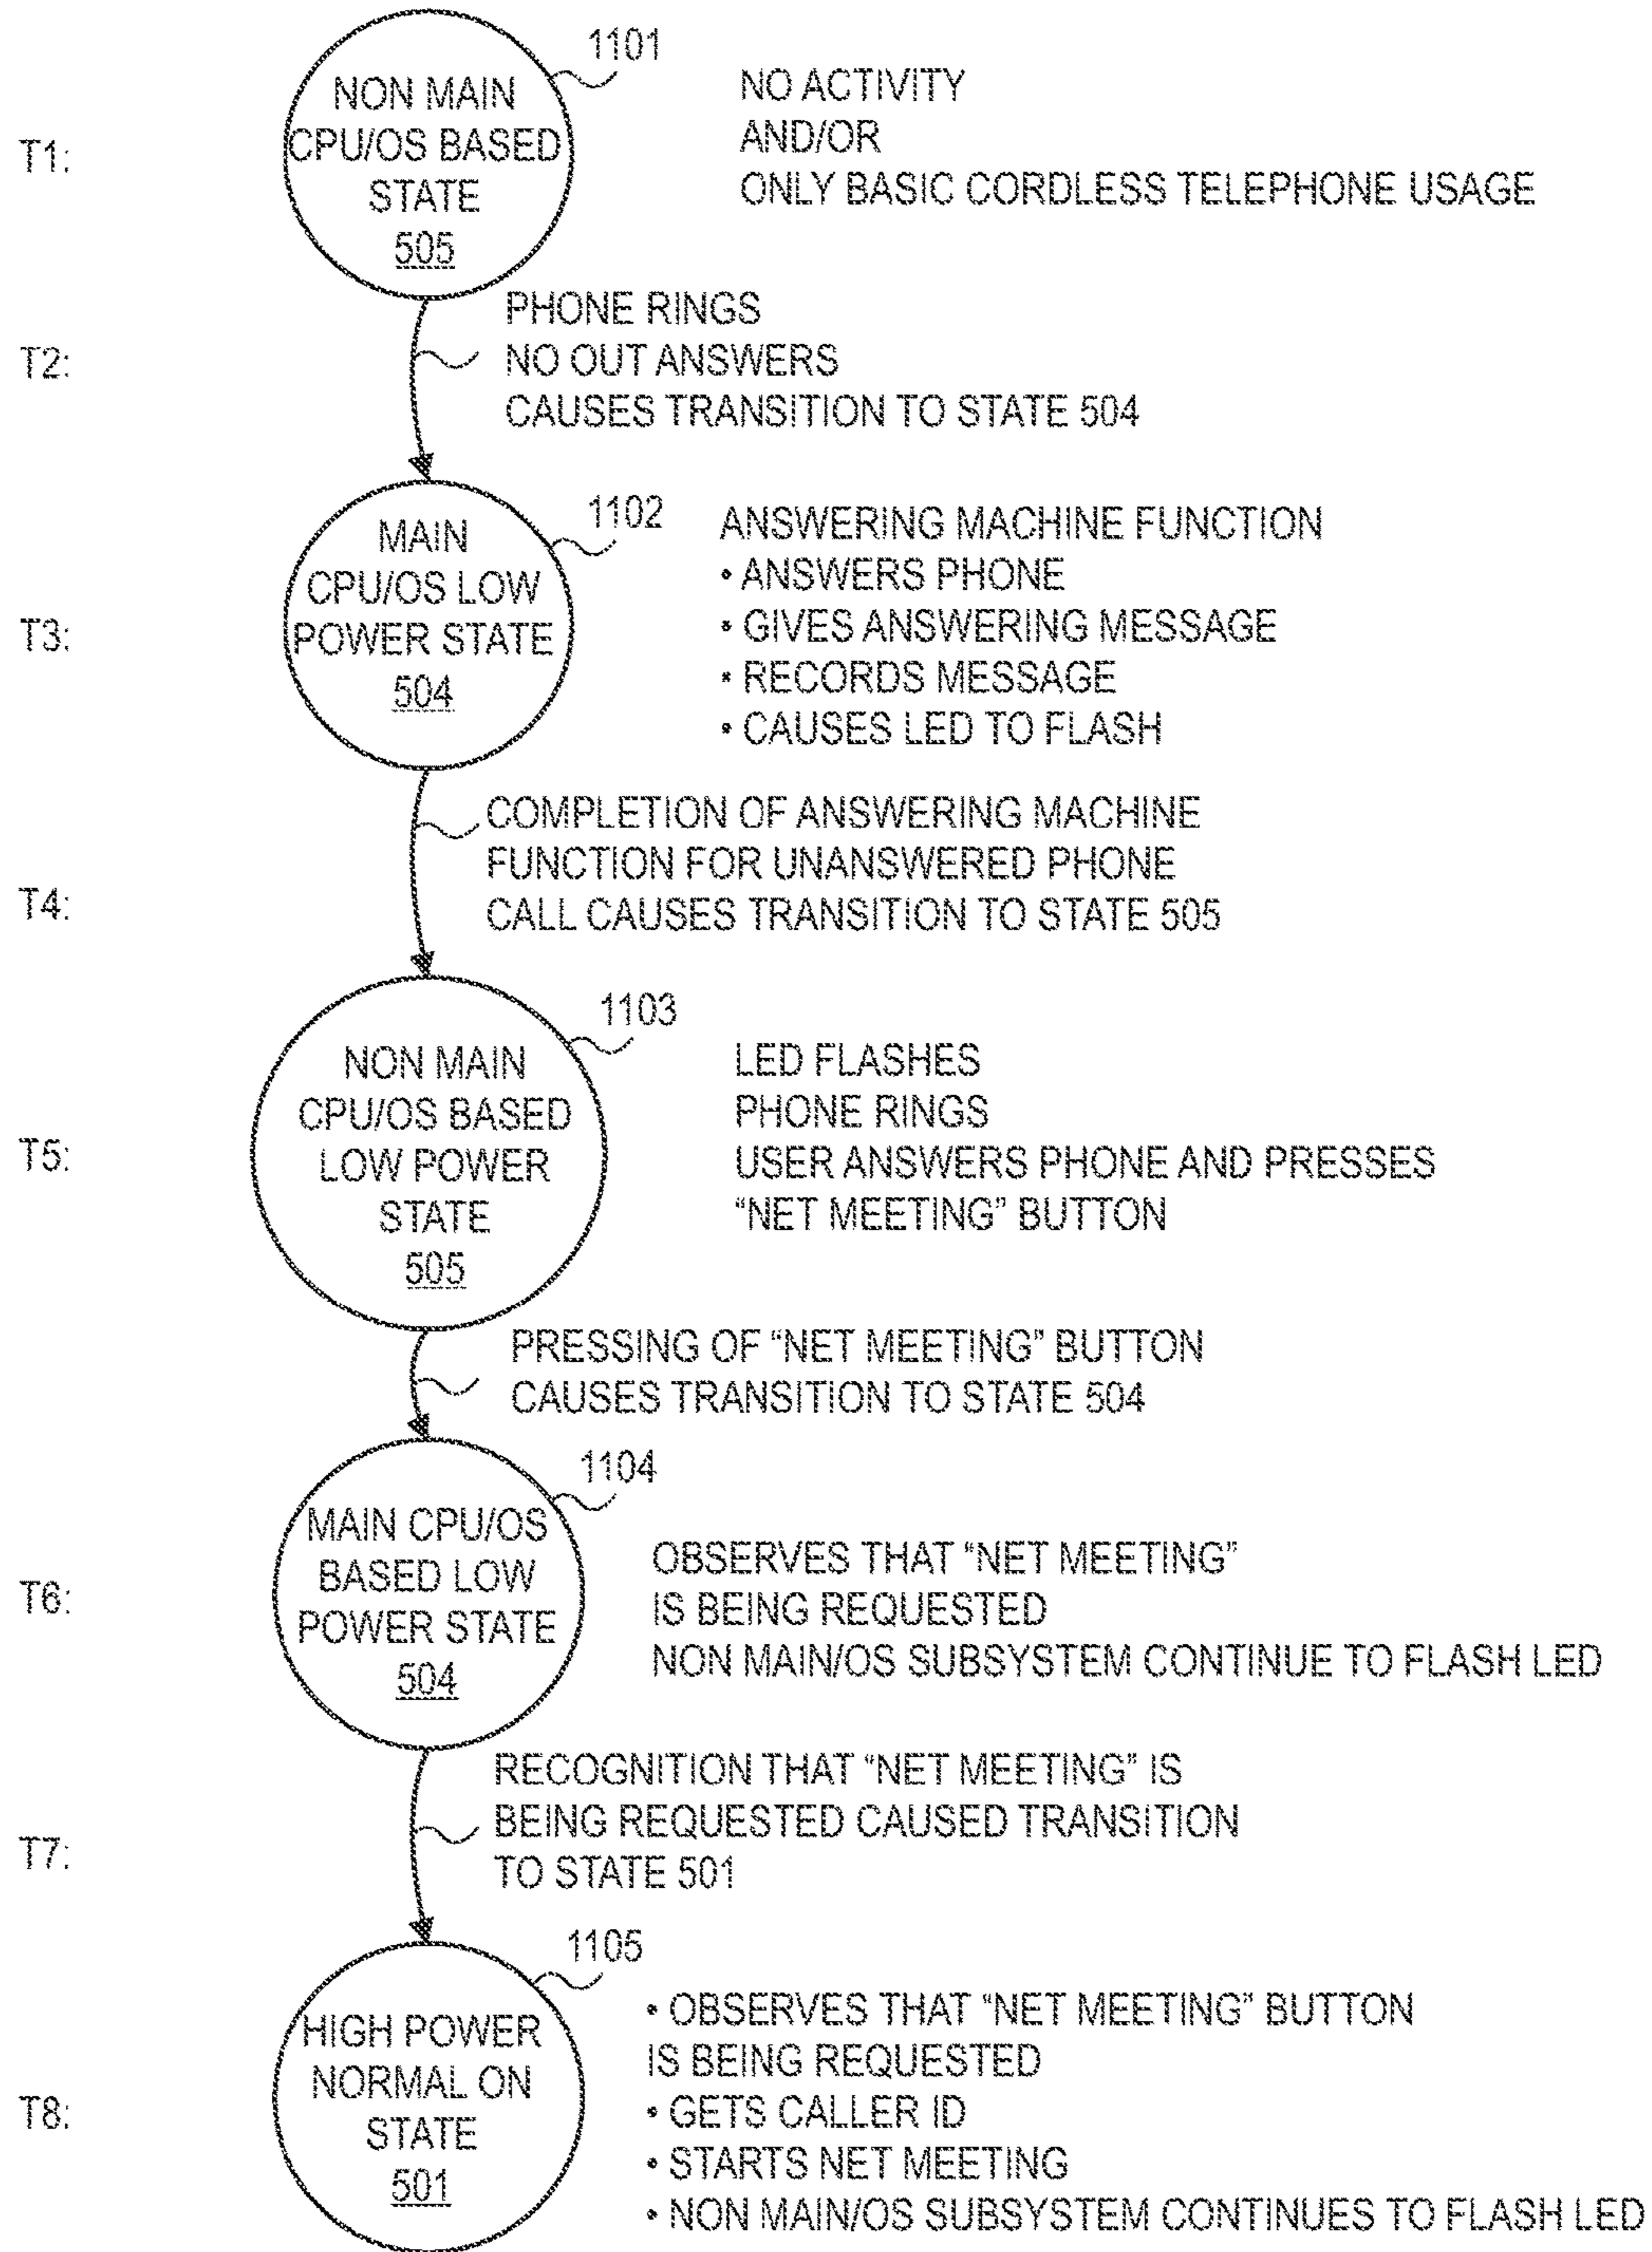 1101
NON MAIN
CPU/OS BASED
STATE
505
T1:
NO ACTIVITY
AND/OR
ONLY BASIC CORDLESS TELEPHONE USAGE
T2:
PHONE RINGS
NO OUT ANSWERS
CAUSES TRANSITION TO STATE 504
1102
MAIN
CPU/OS LOW
POWER STATE
504
T3:
ANSWERING MACHINE FUNCTION
• ANSWERS PHONE
• GIVES ANSWERING MESSAGE
• RECORDS MESSAGE
• CAUSES LED TO FLASH
T4:
COMPLETION OF ANSWERING MACHINE
FUNCTION FOR UNANSWERED PHONE
CALL CAUSES TRANSITION TO STATE 505
1103
NON MAIN
CPU/OS BASED
LOW POWER
STATE
505
T5:
LED FLASHES
PHONE RINGS
USER ANSWERS PHONE AND PRESSES
“NET MEETING” BUTTON
PRESSING OF “NET MEETING” BUTTON
CAUSES TRANSITION TO STATE 504
1104
MAIN CPU/OS
BASED LOW
POWER STATE
504
T6:
OBSERVES THAT “NET MEETING”
IS BEING REQUESTED
NON MAIN/OS SUBSYSTEM CONTINUE TO FLASH LED
T7:
RECOGNITION THAT “NET MEETING” IS
BEING REQUESTED CAUSED TRANSITION
TO STATE 501
1105
HIGH POWER
NORMAL ON
STATE
501
T8:
• OBSERVES THAT “NET MEETING” BUTTON
IS BEING REQUESTED
• GETS CALLER ID
• STARTS NET MEETING
• NON MAIN/OS SUBSYSTEM CONTINUES TO FLASH LED